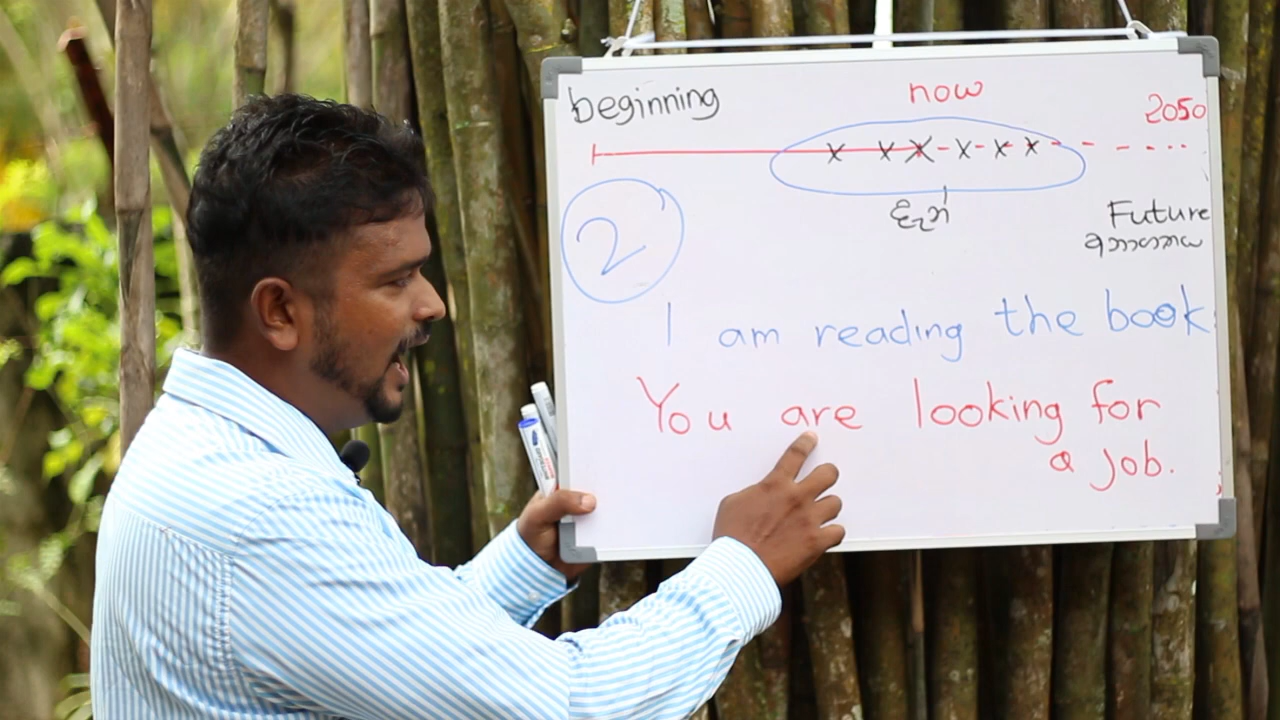 beginning
now
2050
x x x x x x
දැන්
2
Future
අනාගතය
I am reading the book
You are looking for
a job.